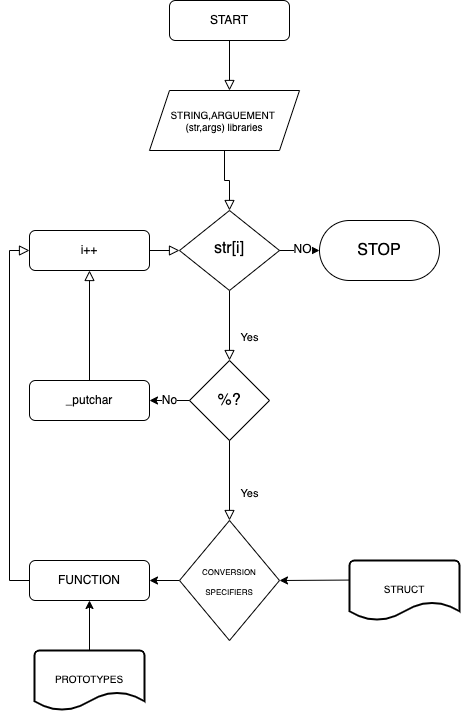 START
STRING,ARGUEMENT
(str,args) libraries
i++
str[i]
NO
STOP
Yes
_putchar
No
%?
Yes
CONVERSION
SPECIFIERS
FUNCTION
STRUCT
PROTOTYPES